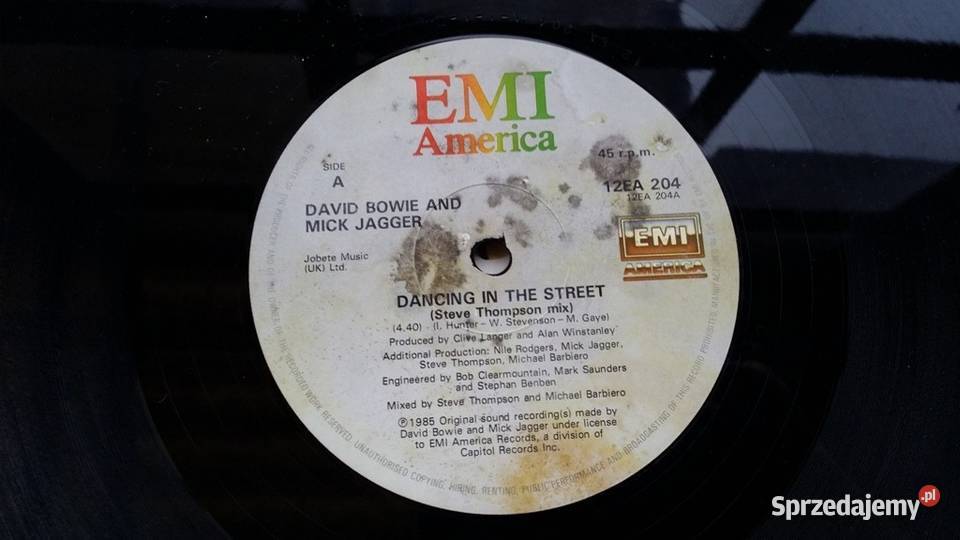 EMI
America
SIDE
A
45 r.p.m.
12EA 204
12EA 204A
DAVID BOWIE AND
MICK JAGGER
EMI
AMERICA
Jobete Music
(UK) Ltd.
DANCING IN THE STREET
(Steve Thompson mix)
(4.40) (I. Hunter – W. Stevenson – M. Gaye)
Produced by Clive Langer and Alan Winstanley
Additional Production: Nile Rodgers, Mick Jagger,
Steve Thompson, Michael Barbiero
Engineered by Bob Clearmountain, Mark Saunders
and Stephan Benben
Mixed by Steve Thompson and Michael Barbiero
℗ 1985 Original sound recording(s) made by
David Bowie and Mick Jagger under license
to EMI America Records, a division of
Capitol Records Inc.
RECORDED WORK RESERVED. UNAUTHORISED COPYING, HIRING, RENTING, PUBLIC PERFORMANCE AND BROADCASTING OF THIS RECORD PROHIBITED.
Sprzedajemy.pl